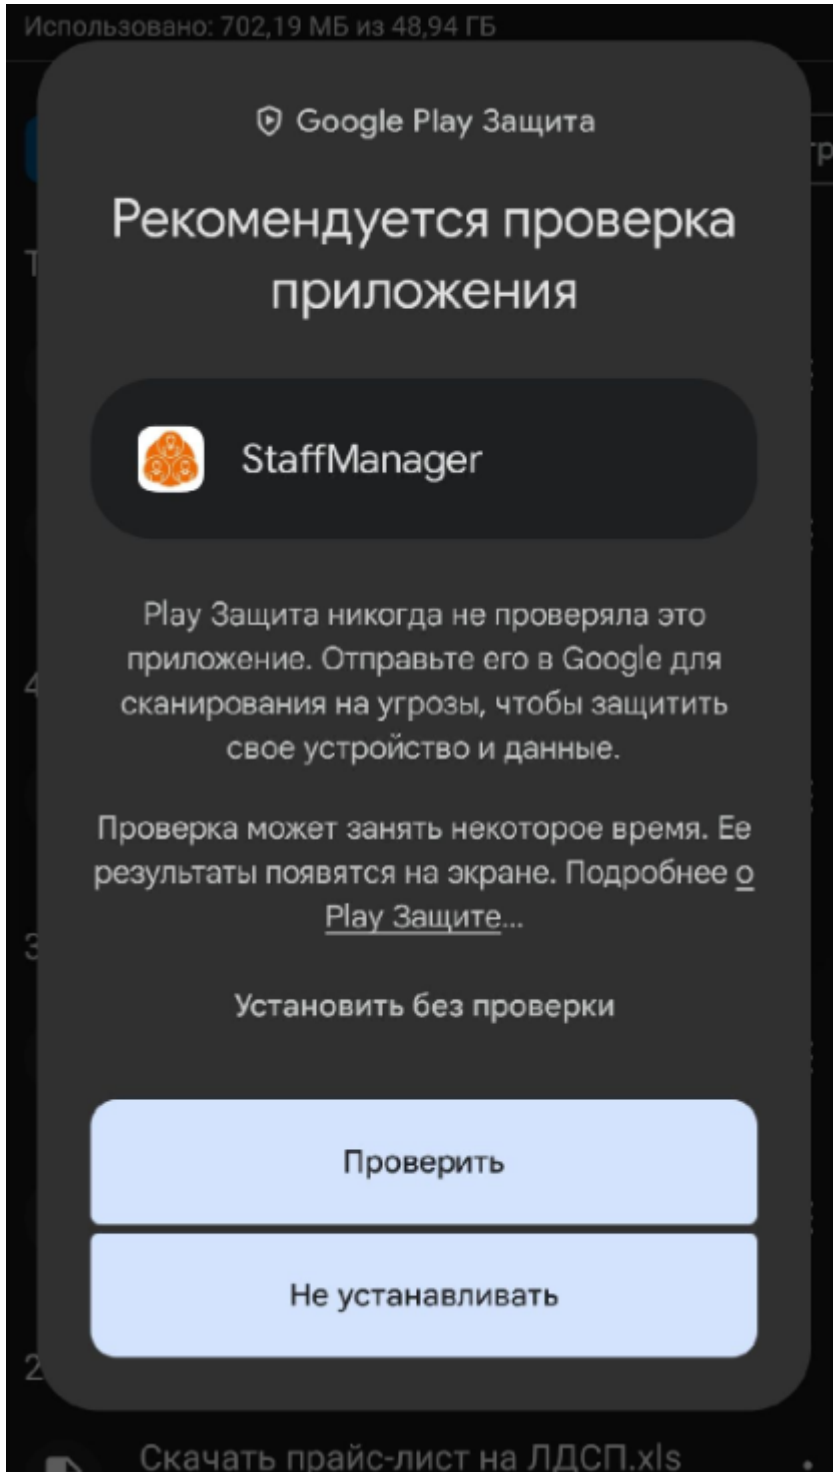 Использовано: 702,19 МБ из 48,94 ГБ
Google Play Защита
Рекомендуется проверка
приложения
StaffManager
Play Защита никогда не проверяла это
приложение. Отправьте его в Google для
сканирования на угрозы, чтобы защитить
свое устройство и данные.
Проверка может занять некоторое время. Ее
результаты появятся на экране. Подробнее о
Play Защите...
Установить без проверки
Проверить
Не устанавливать
Скачать прайс-лист на ЛДСП.xls